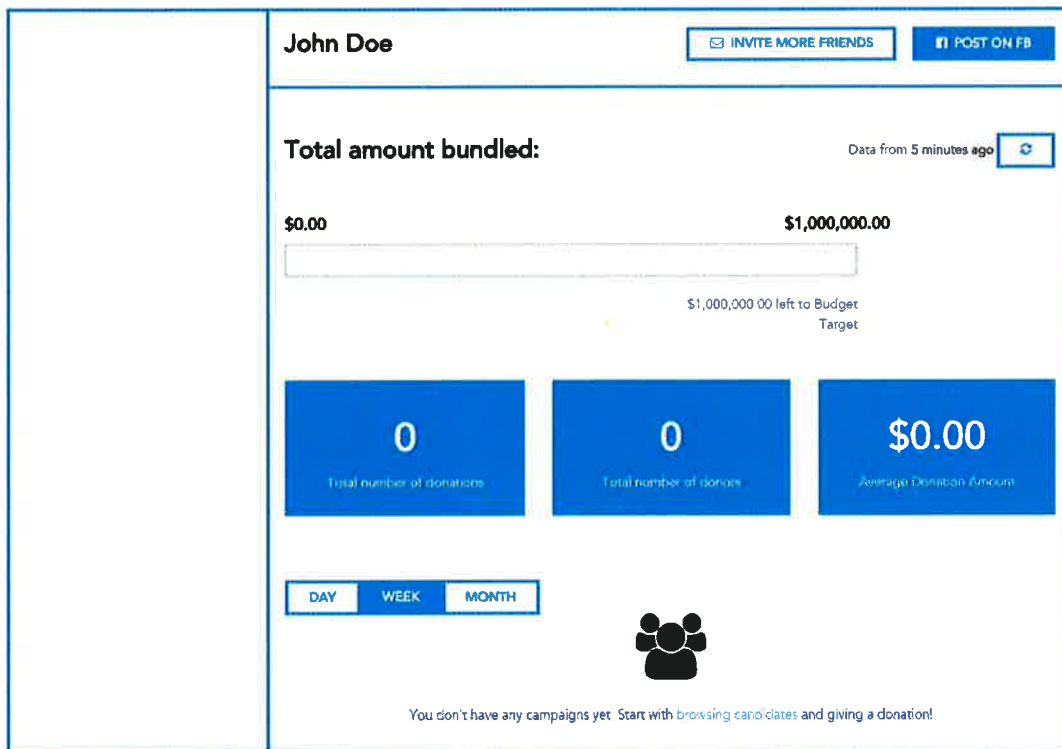 John Doe
INVITE MORE FRIENDS
POST ON FB
Total amount bundled:
Data from 5 minutes ago
$0.00
$1,000,000.00
$1,000,000.00 left to Budget
Target
0
Total number of donations
0
Total number of donors
$0.00
Average Donation Amount
DAY
WEEK
MONTH
You don't have any campaigns yet. Start with browsing candidates and giving a donation!